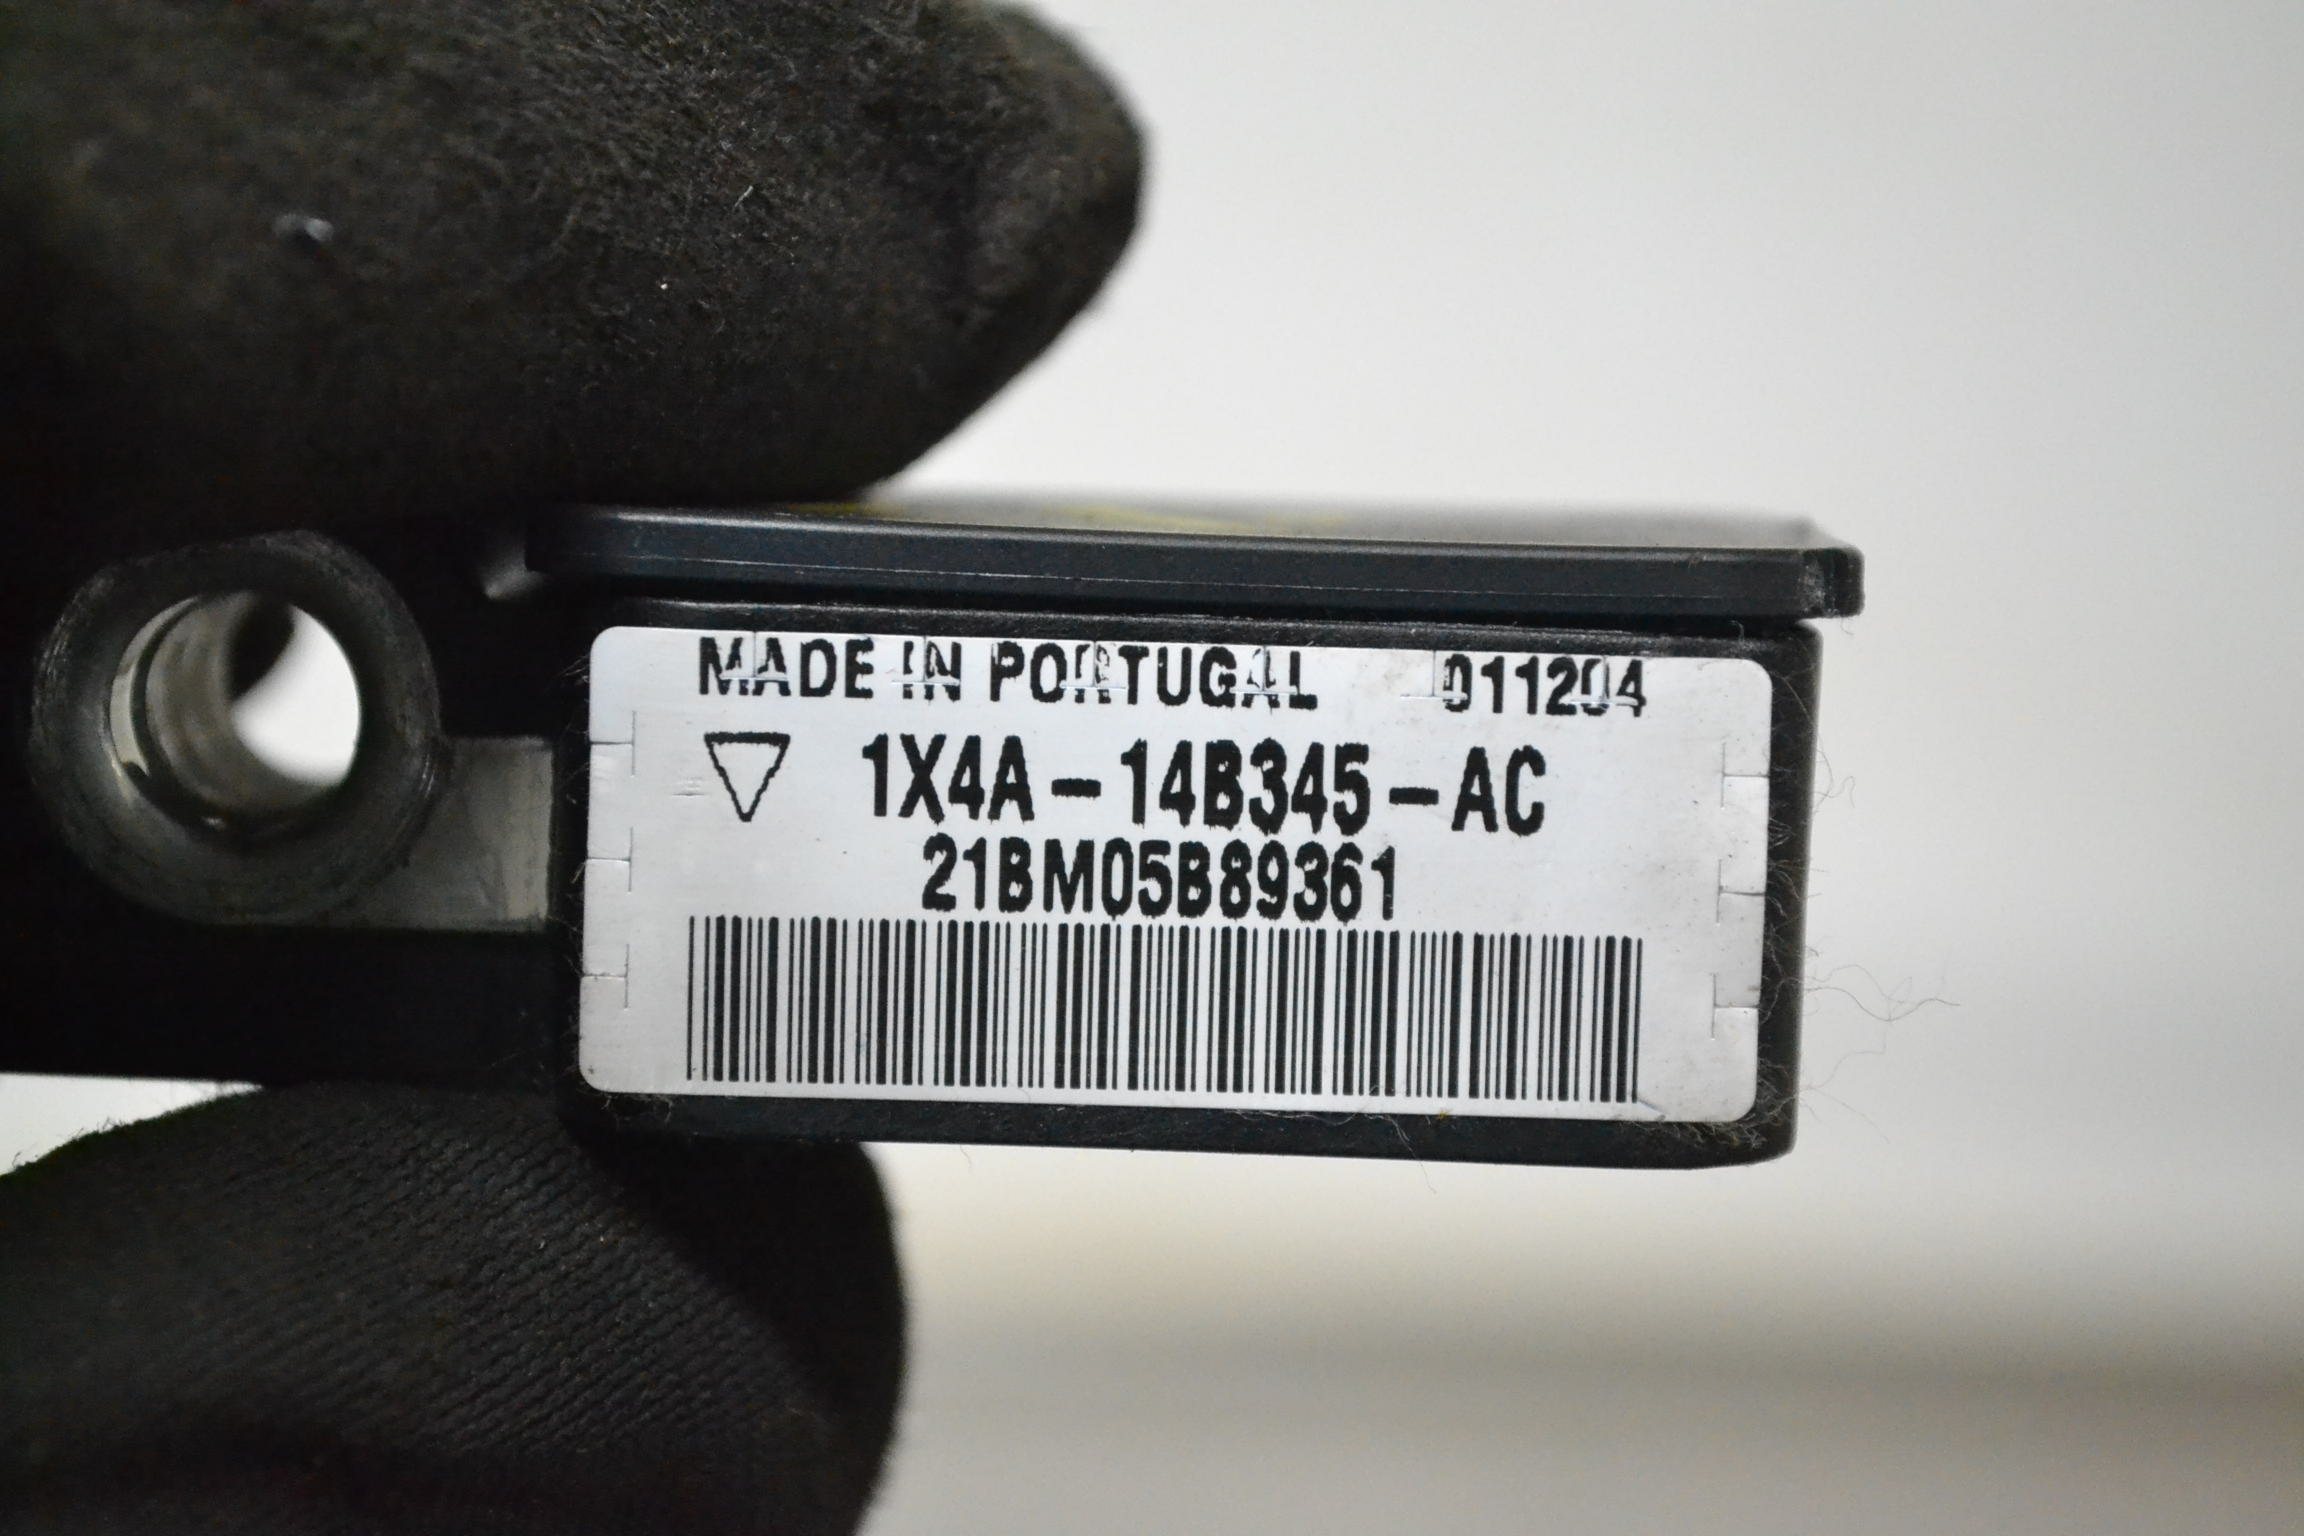 MADE IN PORTUGAL 011204
1X4A-14B345-AC
21BM05B89361